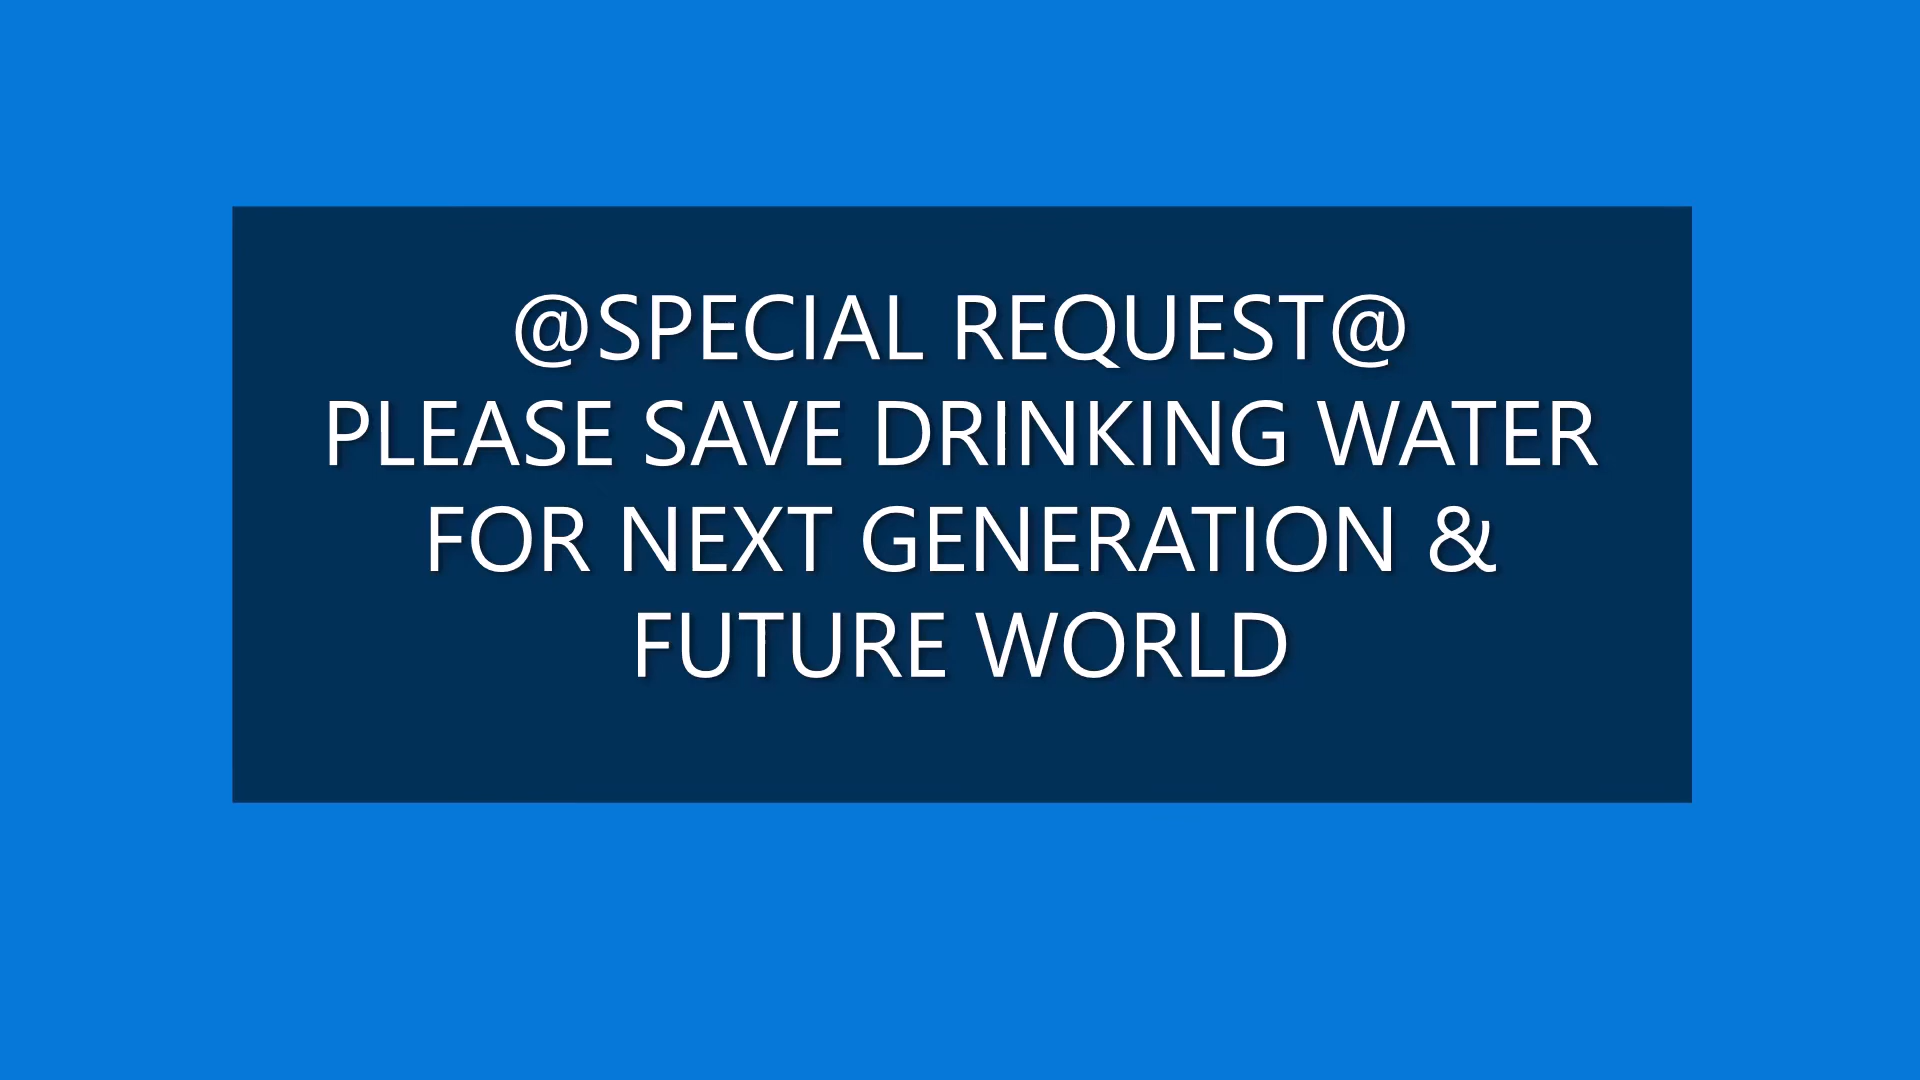 @SPECIAL REQUEST@
PLEASE SAVE DRINKING WATER
FOR NEXT GENERATION &
FUTURE WORLD